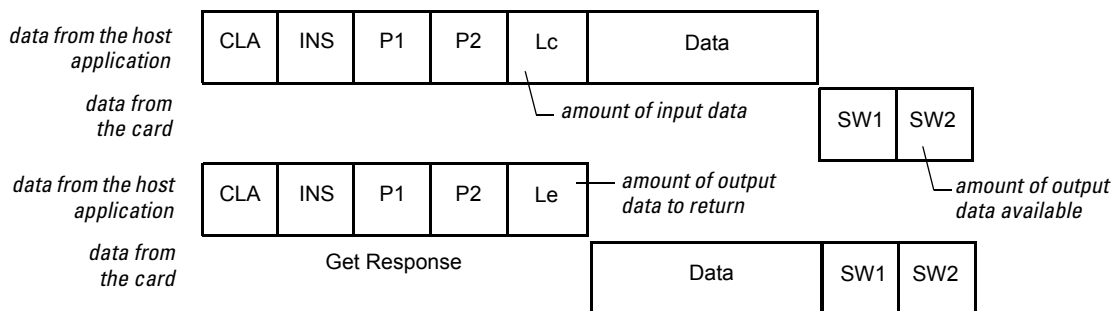 data from the host
application
CLA INS P1 P2 Lc Data
amount of input data
data from
the card
SW1 SW2
amount of output
data available
data from the host
application
CLA INS P1 P2 Le
amount of output
data to return
Get Response
data from
the card
Data SW1 SW2